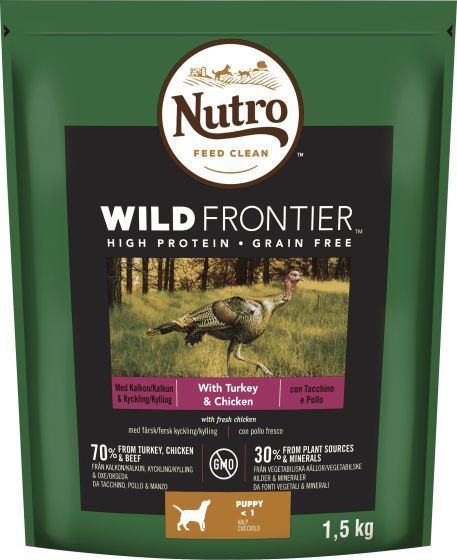 Nutro
FEED CLEAN
™
WILD FRONTIER™
HIGH PROTEIN • GRAIN FREE
Med Kalkon/Kalkun
& Kyckling/Kylling
With Turkey
& Chicken
con Tacchino
e Pollo
with fresh chicken
med färsk/fersk kyckling/kylling
con pollo fresco
70% FROM TURKEY, CHICKEN
& BEEF
FRÅN KALKON/KALKUN, KYCKLING/KYLLING
& OXE/OKSEDA
DA TACCHINO, POLLO & MANZO
GMO
30% FROM PLANT SOURCES
& MINERALS
FRÅN VEGETABILISKA KÄLLOR/VEGETABILSKE
KILDER & MINERALER
DA FONTI VEGETALI & MINERALI
PUPPY
< 1
VALP
CUCCIOLO
1,5 kg